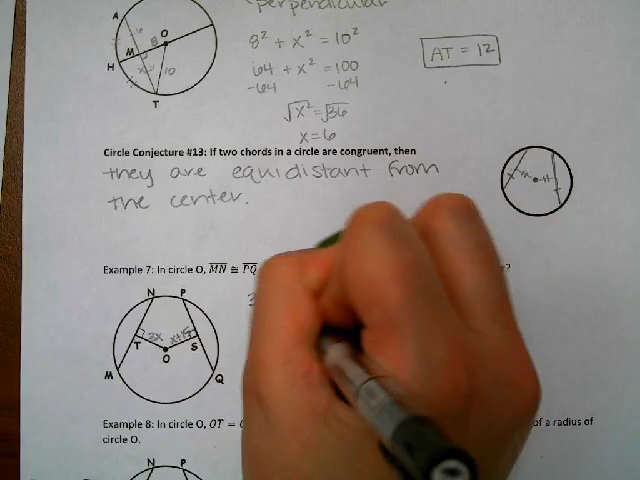 perpendicular
A
O
8
M
H
10
T
8² + x² = 10²
64 + x² = 100
-64 -64
√x² = √36
x = 6
AT = 12
Circle Conjecture #13: If two chords in a circle are congruent, then
they are equidistant from
the center.
Example 7: In circle O, MN ≅ PQ
N P
2x
T S
O
M Q
Example 8: In circle O, OT = of a radius of
circle O.
N P